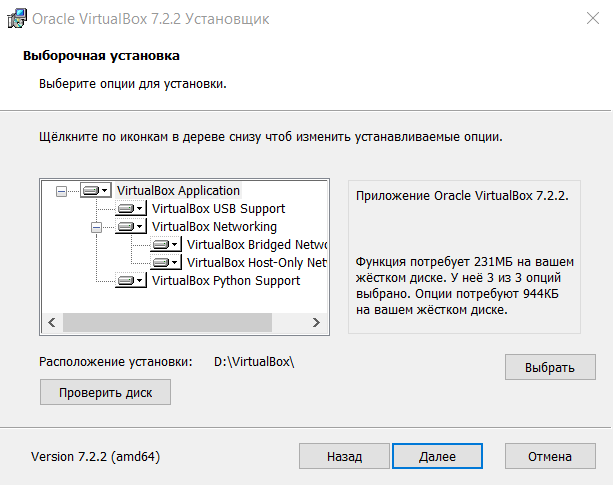 Oracle VirtualBox 7.2.2 Установщик
Выборочная установка
Выберите опции для установки.
Щёлкните по иконкам в дереве снизу чтоб изменить устанавливаемые опции.
VirtualBox Application
VirtualBox USB Support
VirtualBox Networking
VirtualBox Bridged Netwo
VirtualBox Host-Only Net
VirtualBox Python Support
Приложение Oracle VirtualBox 7.2.2.
Функция потребует 231МБ на вашем
жёстком диске. У неё 3 из 3 опций
выбрано. Опции потребуют 944КБ
на вашем жёстком диске.
Расположение установки: D:\VirtualBox\
Выбрать
Проверить диск
Version 7.2.2 (amd64)
Назад
Далее
Отмена